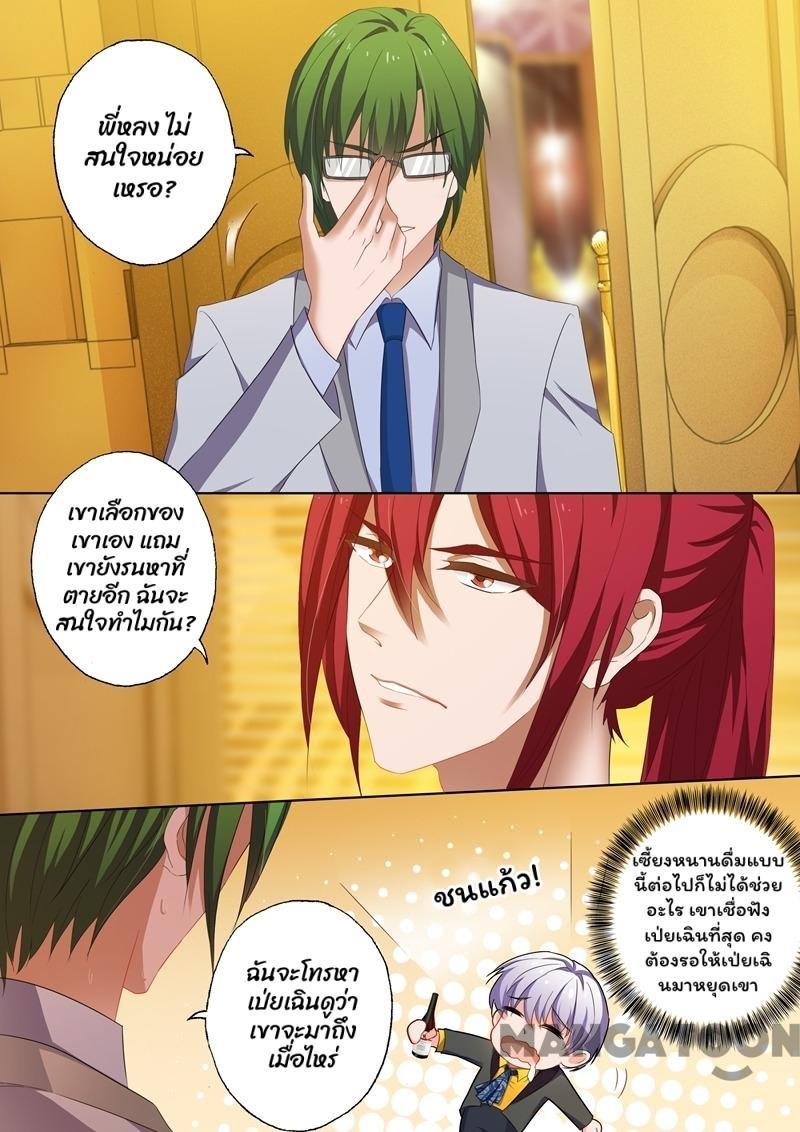 พี่หลง ไม่
สนใจหน่อย
เหรอ?
เขาเลือกของ
เขาเอง แถม
เขายังรนหาที่
ตายอีก ฉันจะ
สนใจทำไมกัน?
เซี้ยงหนานดื่มแบบ
นี้ต่อไปก็ไม่ได้ช่วย
อะไร เขาเชื่อฟัง
เป่ยเฉินที่สุด คง
ต้องรอให้เป่ยเฉิ
นมาหยุดเขา
ชนแก้ว!
ฉันจะโทรหา
เป่ยเฉินดูว่า
เขาจะมาถึง
เมื่อไหร่
MANGATOON